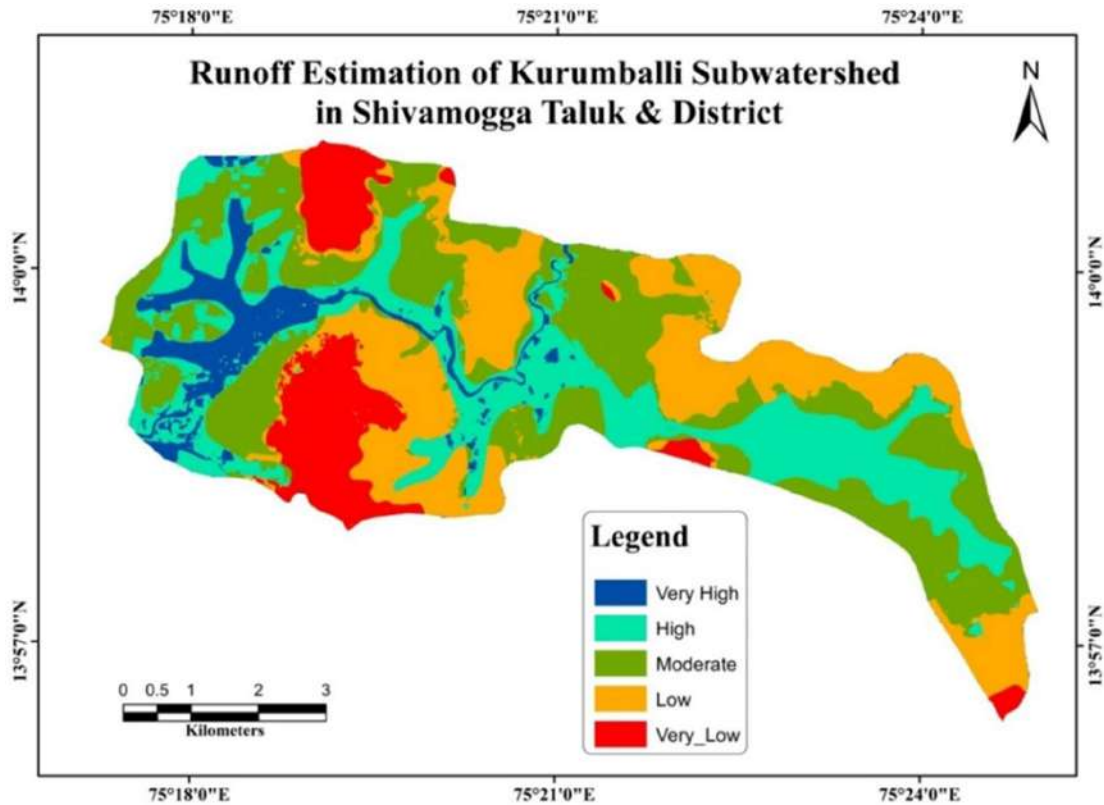 75°18'0"E 75°21'0"E 75°24'0"E
Runoff Estimation of Kurumballi Subwatershed
in Shivamogga Taluk & District
N
14°0'0"N 14°0'0"N
Legend
Very High
High
Moderate
Low
Very_Low
13°57'0"N 13°57'0"N
0 0.5 1 2 3
Kilometers
75°18'0"E 75°21'0"E 75°24'0"E